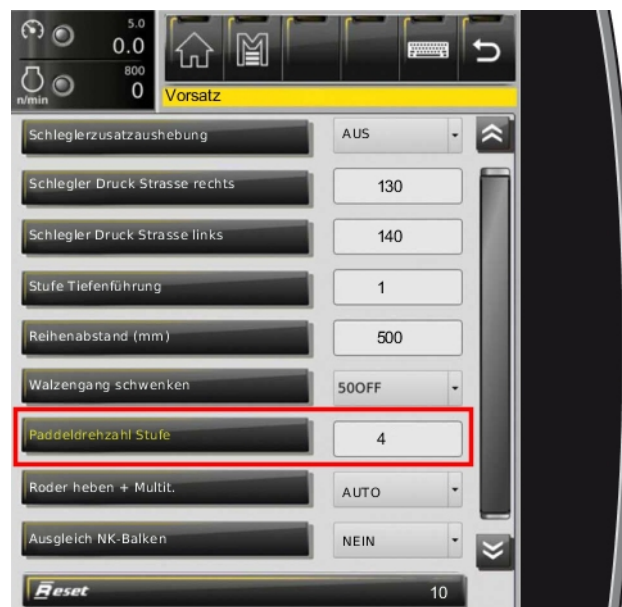 5.0
0.0
800
n/min 0
Vorsatz
Schleglerzusatzaushebung AUS
Schlegler Druck Strasse rechts 130
Schlegler Druck Strasse links 140
Stufe Tiefenführung 1
Reihenabstand (mm) 500
Walzengang schwenken 50OFF
Paddeldrehzahl Stufe 4
Roder heben + Multit. AUTO
Ausgleich NK-Balken NEIN
Reset 10